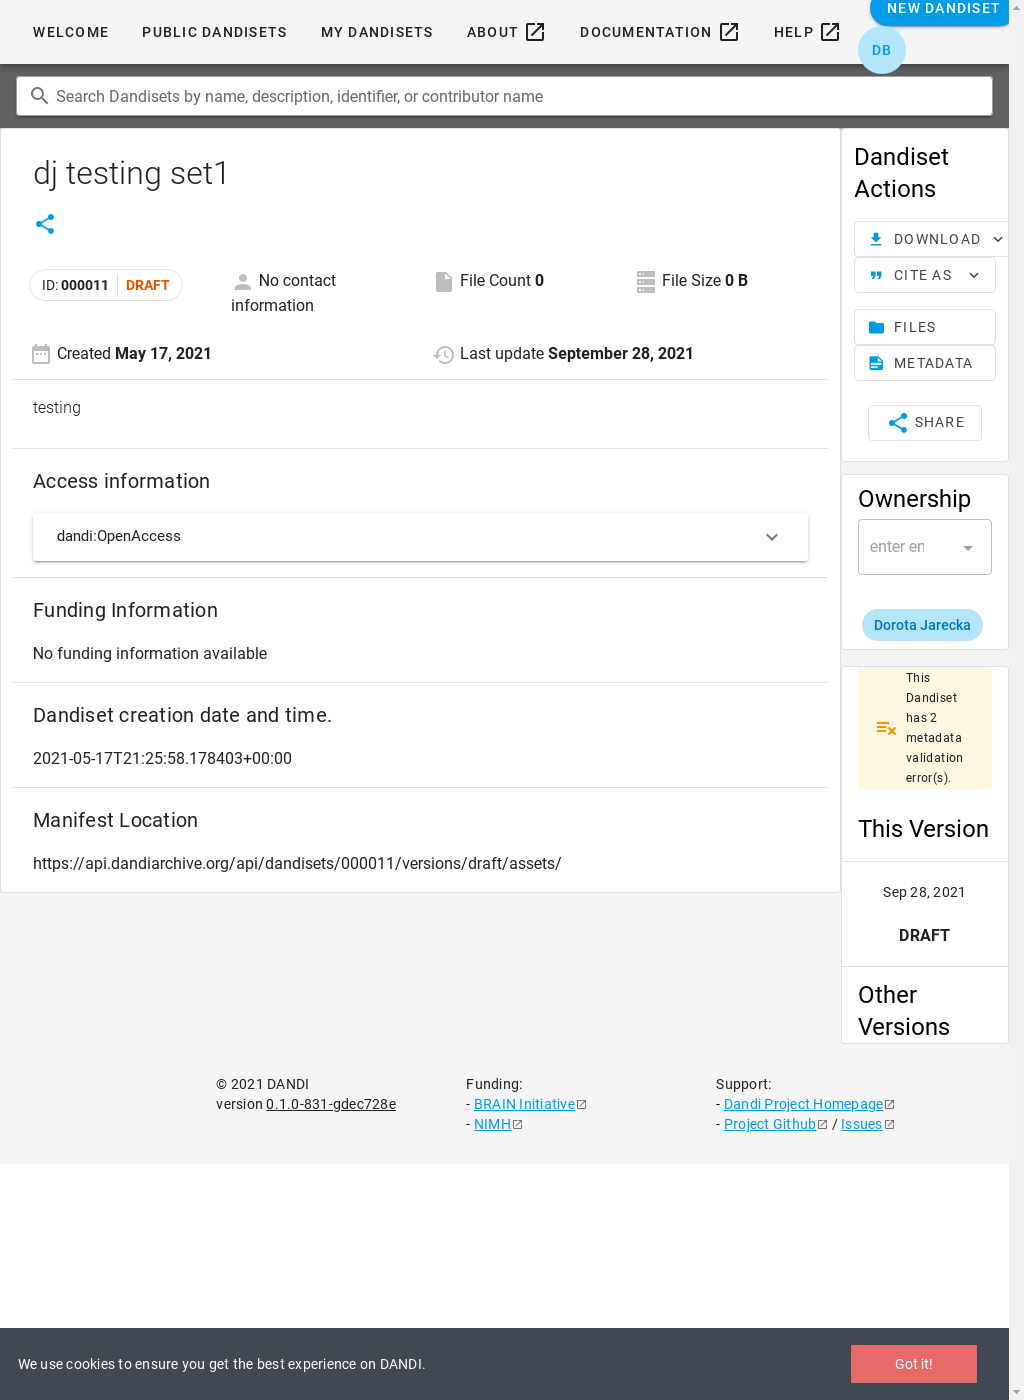 WELCOME
PUBLIC DANDISETS
MY DANDISETS
ABOUT
DOCUMENTATION
HELP
NEW DANDISET
DB
Search Dandisets by name, description, identifier, or contributor name
dj testing set1
ID: 000011 DRAFT
No contact
information
File Count 0
File Size 0 B
Created May 17, 2021
Last update September 28, 2021
testing
Access information
dandi:OpenAccess
Funding Information
No funding information available
Dandiset creation date and time.
2021-05-17T21:25:58.178403+00:00
Manifest Location
https://api.dandiarchive.org/api/dandisets/000011/versions/draft/assets/
Dandiset
Actions
DOWNLOAD
CITE AS
FILES
METADATA
SHARE
Ownership
enter en
Dorota Jarecka
This
Dandiset
has 2
metadata
validation
error(s).
This Version
Sep 28, 2021
DRAFT
Other
Versions
© 2021 DANDI
version 0.1.0-831-gdec728e
Funding:
- BRAIN Initiative
- NIMH
Support:
- Dandi Project Homepage
- Project Github / Issues
We use cookies to ensure you get the best experience on DANDI.
Got it!